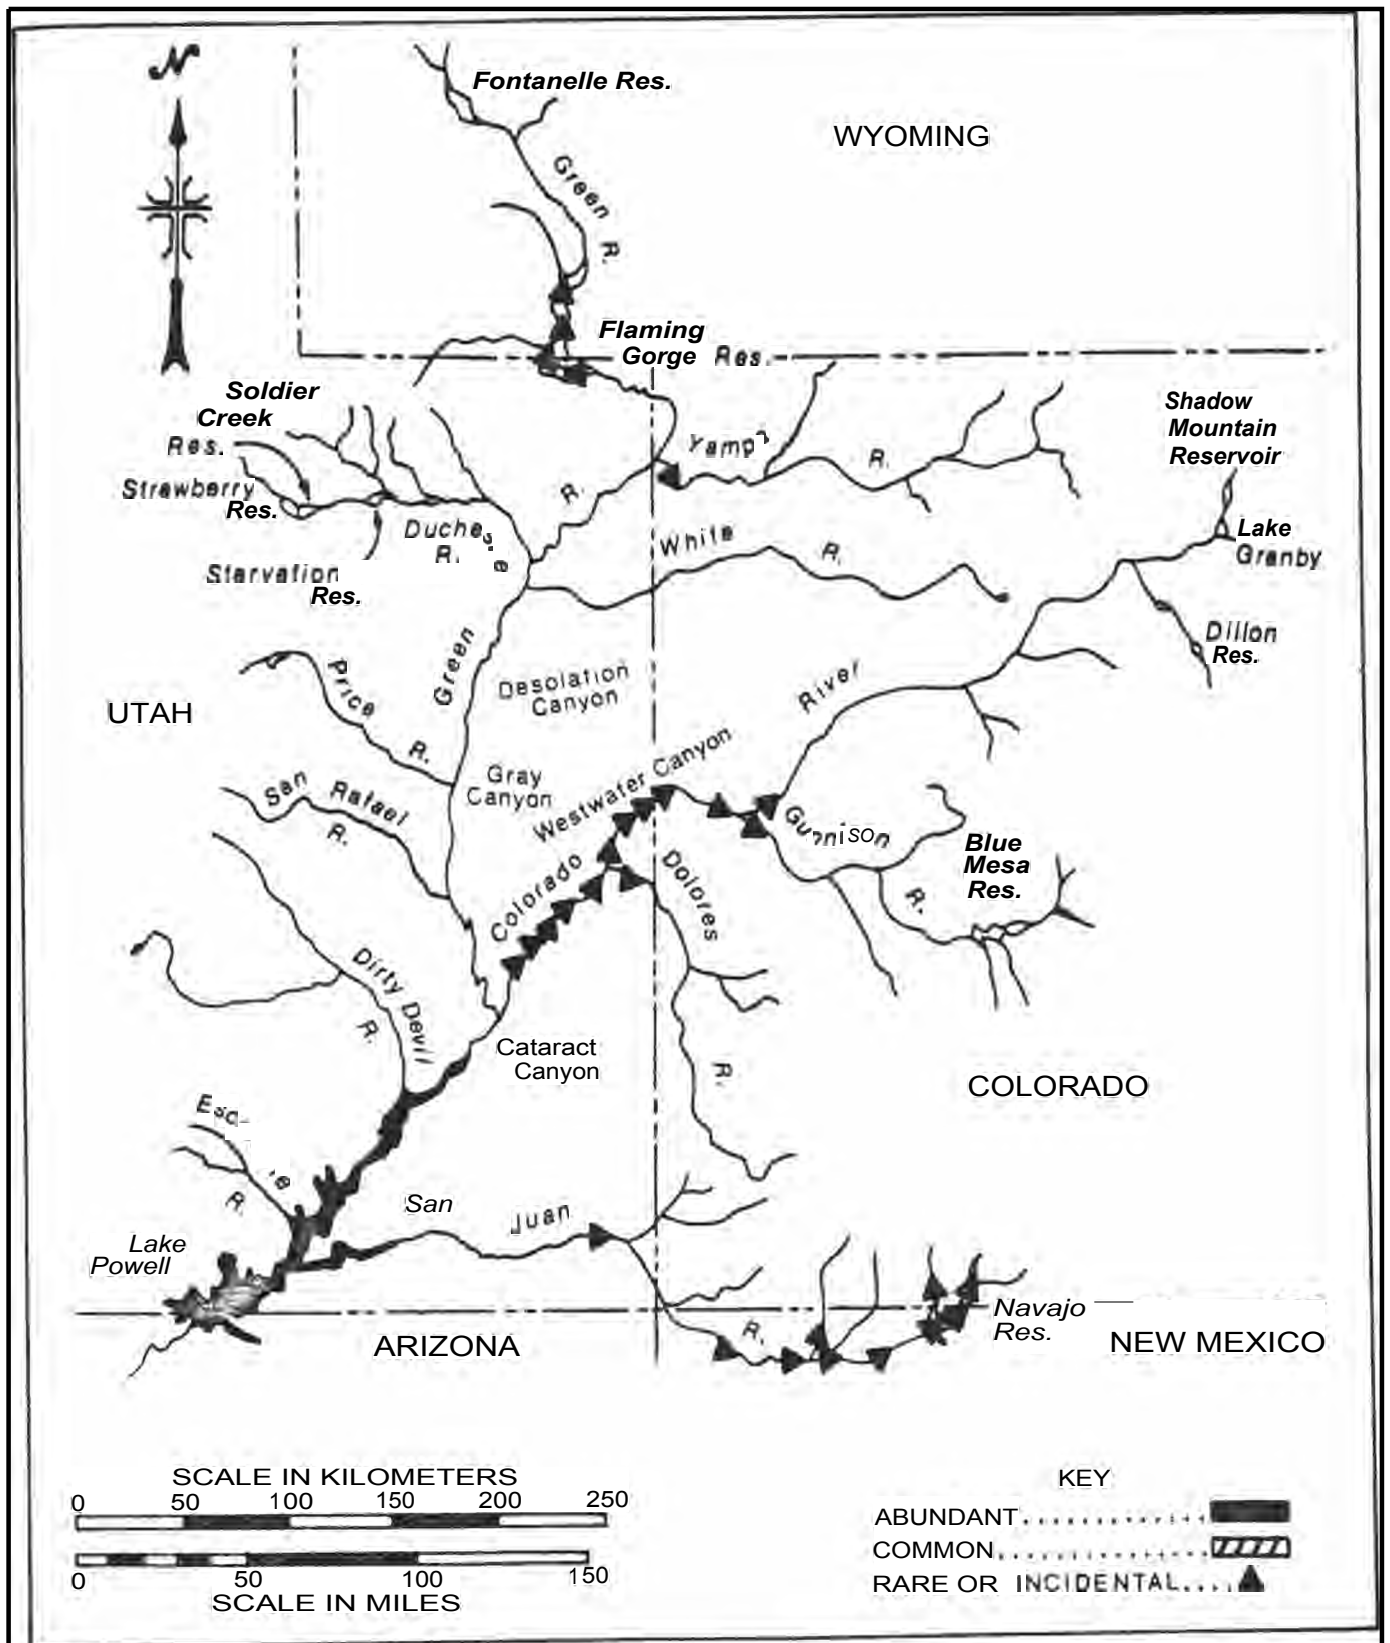 N
Fontanelle Res.
WYOMING
Green R.
Flaming
Gorge Res.
Soldier
Creek
Res.
Strawberry
Res.
Starvation
Res.
R.
R.
White R.
Shadow
Mountain
Reservoir
Lake
Granby
Dillon
Res.
Green
Desolation
Canyon
River
Price R.
UTAH
Gray
Canyon
Westwater Canyon
San Rafael
R.
Colorado
Dolores
R.
Blue
Mesa
Res.
R.
Dirty Devil
R.
Cataract
Canyon
COLORADO
R.
San Juan
R.
Lake
Powell
Navajo
Res.
ARIZONA
NEW MEXICO
SCALE IN KILOMETERS
0 50 100 150 200 250
0 50 100 150
SCALE IN MILES
KEY
ABUNDANT
COMMON
RARE OR INCIDENTAL